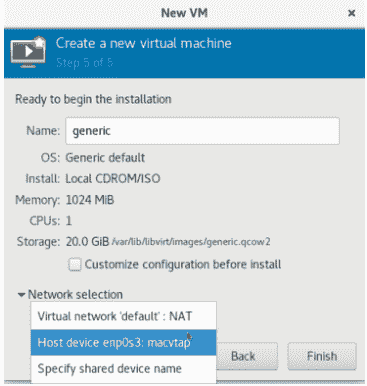 New VM
Create a new virtual machine
Step 5 of 5
Ready to begin the installation
Name: generic
OS: Generic default
Install: Local CDROM/ISO
Memory: 1024 MiB
CPUs: 1
Storage: 20.0 GiB /var/lib/libvirt/images/generic.qcow2
Customize configuration before install
Network selection
Virtual network 'default' : NAT
Host device enp0s3: macvtap
Specify shared device name
Back Finish